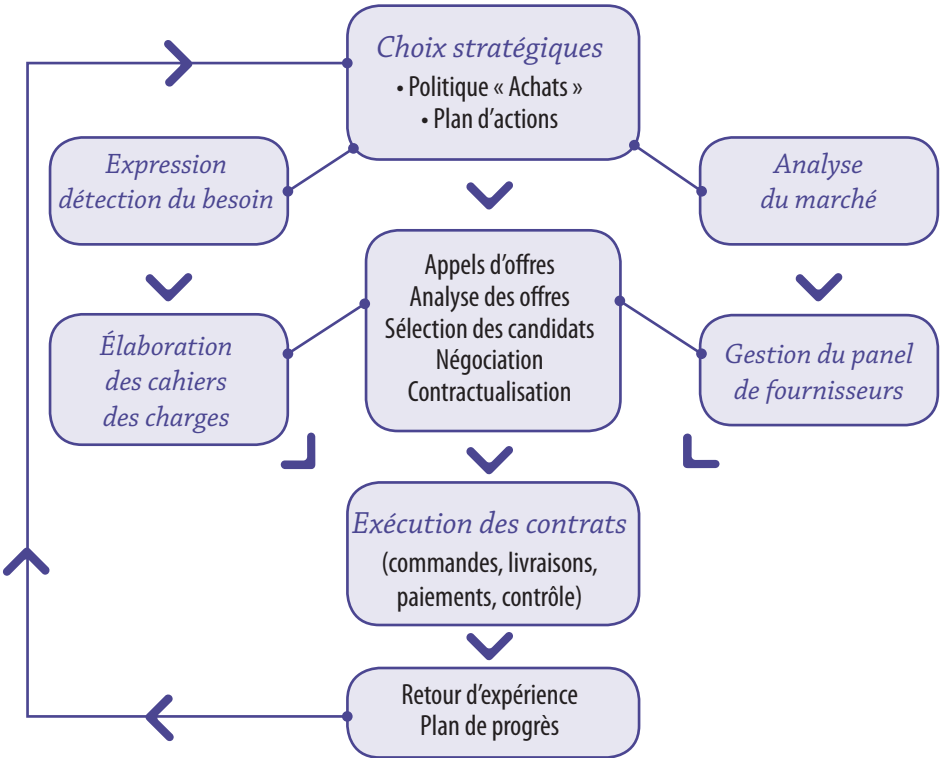 Choix stratégiques
• Politique « Achats »
• Plan d'actions
Expression
détection du besoin
Analyse
du marché
Appels d'offres
Analyse des offres
Sélection des candidats
Négociation
Contractualisation
Élaboration
des cahiers
des charges
Gestion du panel
de fournisseurs
Exécution des contrats
(commandes, livraisons,
paiements, contrôle)
Retour d'expérience
Plan de progrès